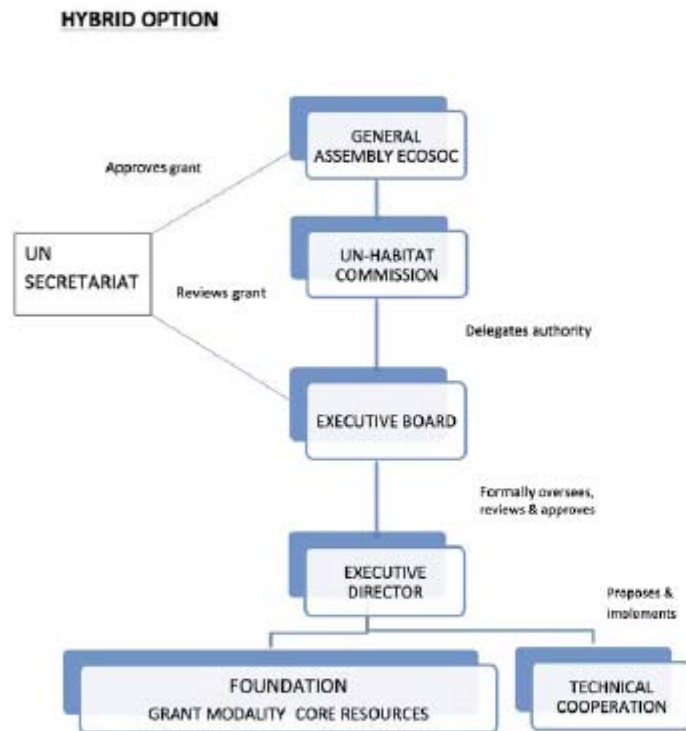 HYBRID OPTION
GENERAL
ASSEMBLY ECOSOC
Approves grant
UN
SECRETARIAT
UN-HABITAT
COMMISSION
Reviews grant
Delegates authority
EXECUTIVE BOARD
Formally oversees,
reviews & approves
EXECUTIVE
DIRECTOR
Proposes &
implements
FOUNDATION
GRANT MODALITY CORE RESOURCES
TECHNICAL
COOPERATION